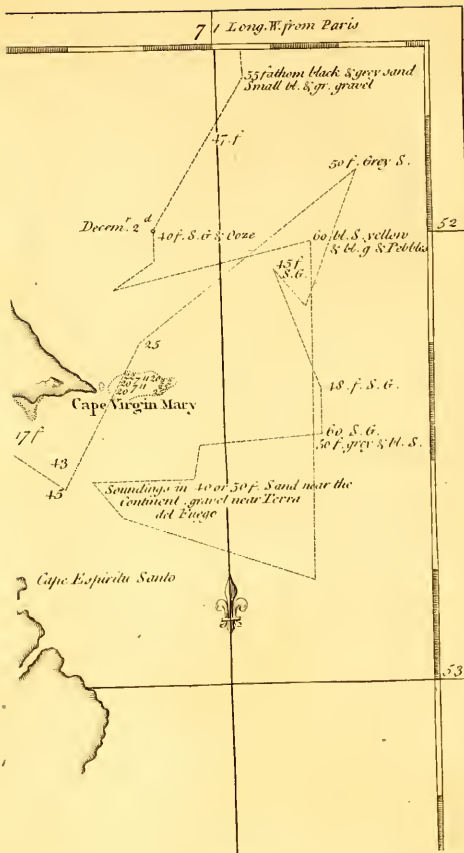 71 Long. W. from Paris
55 fathom black & grey sand
Small bl. & gr. gravel
47. f
50 f. Grey S.
Decem.r 2.d
40 f. S. G & Ooze
52
60 bl. S. yellow
& bl. g & Pebbles
45 f
S. G.
25
Cape Virgin Mary
48. f. S. G.
17 f
60 S. G.
50 f. grey & bl. S.
43
45
Soundings in 40 or 50 f. Sand near the
Continent, gravel near Terra
del Fuego
Cape Espiritu Santo
53